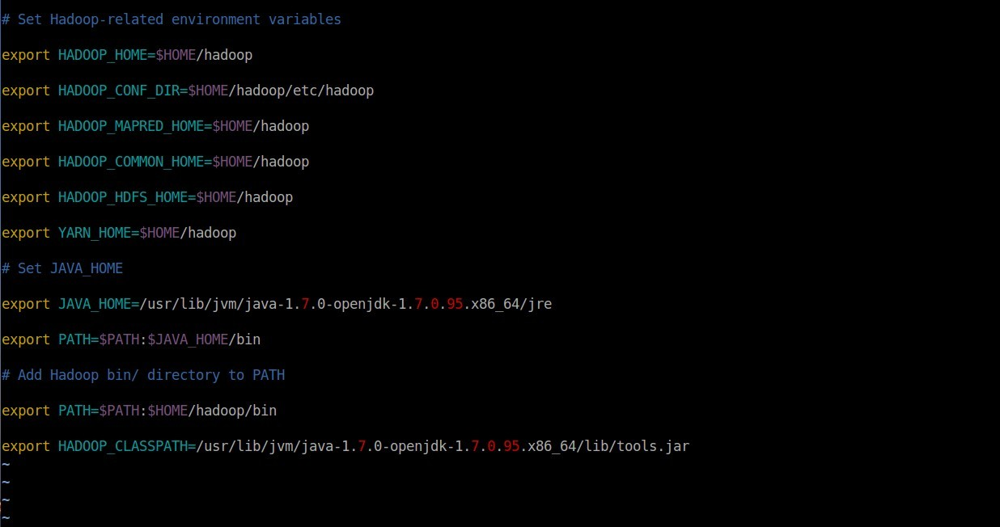 # Set Hadoop-related environment variables
export HADOOP_HOME=$HOME/hadoop
export HADOOP_CONF_DIR=$HOME/hadoop/etc/hadoop
export HADOOP_MAPRED_HOME=$HOME/hadoop
export HADOOP_COMMON_HOME=$HOME/hadoop
export HADOOP_HDFS_HOME=$HOME/hadoop
export YARN_HOME=$HOME/hadoop
# Set JAVA_HOME
export JAVA_HOME=/usr/lib/jvm/java-1.7.0-openjdk-1.7.0.95.x86_64/jre
export PATH=$PATH:$JAVA_HOME/bin
# Add Hadoop bin/ directory to PATH
export PATH=$PATH:$HOME/hadoop/bin
export HADOOP_CLASSPATH=/usr/lib/jvm/java-1.7.0-openjdk-1.7.0.95.x86_64/lib/tools.jar
~
~
~
~